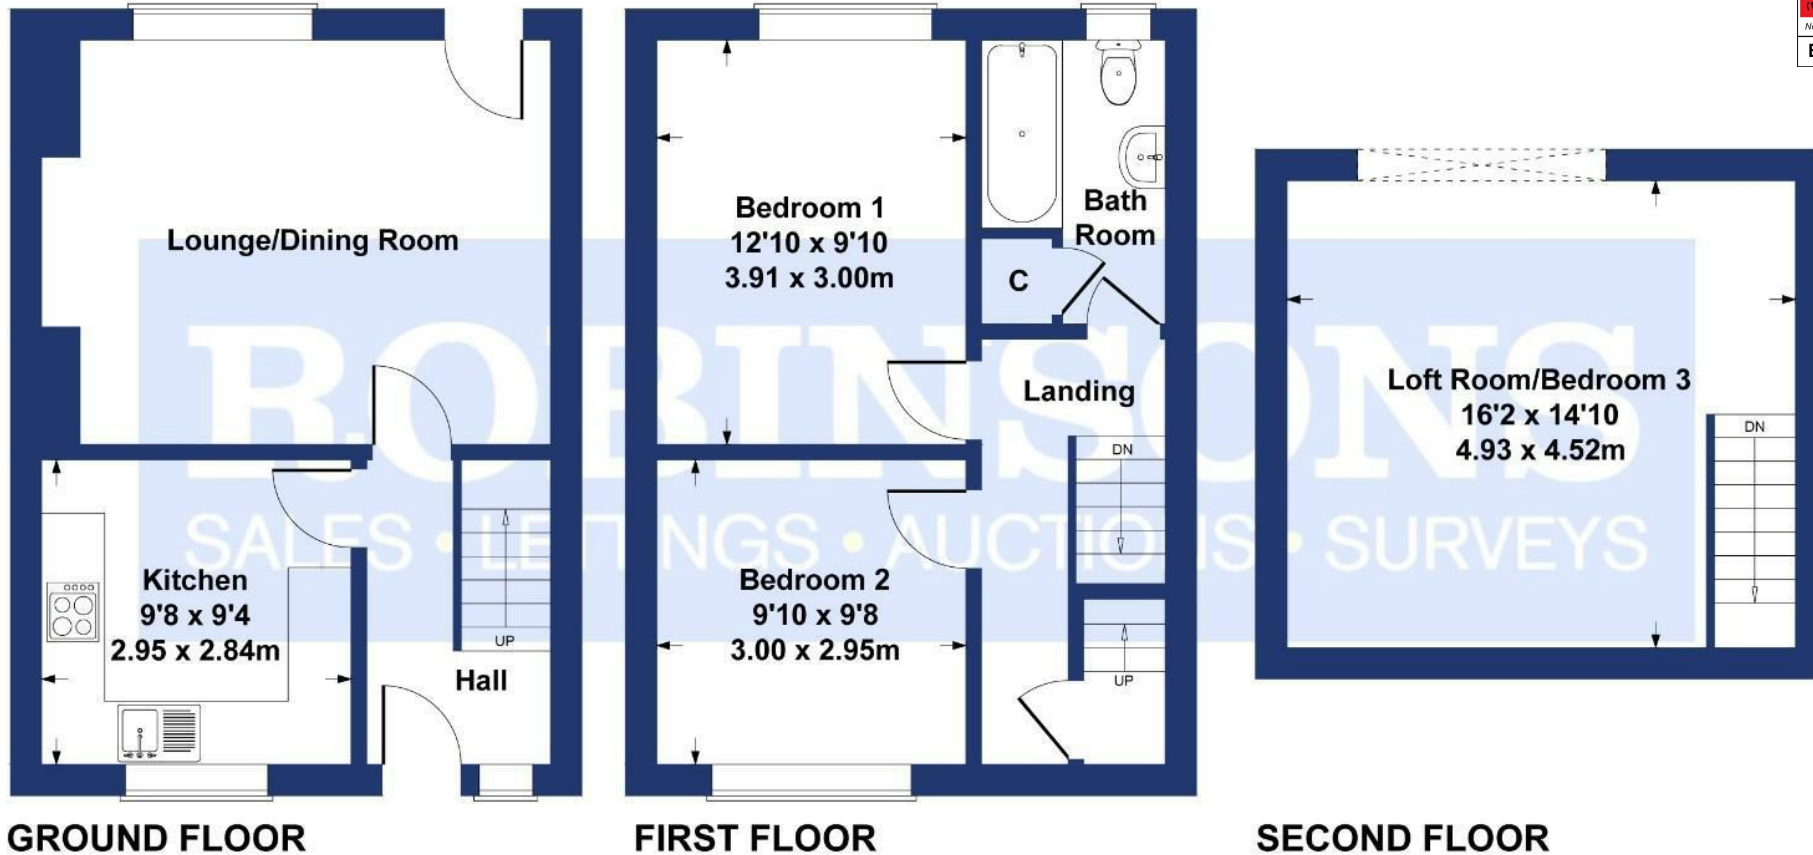 Lounge/Dining Room
Kitchen
9'8 x 9'4
2.95 x 2.84m
UP
Hall
GROUND FLOOR
Bedroom 1
12'10 x 9'10
3.91 x 3.00m
Bath
Room
C
Landing
DN
Bedroom 2
9'10 x 9'8
3.00 x 2.95m
UP
FIRST FLOOR
Loft Room/Bedroom 3
16'2 x 14'10
4.93 x 4.52m
DN
SECOND FLOOR
ROBINSONS
SALES • LETTINGS • AUCTIONS • SURVEYS